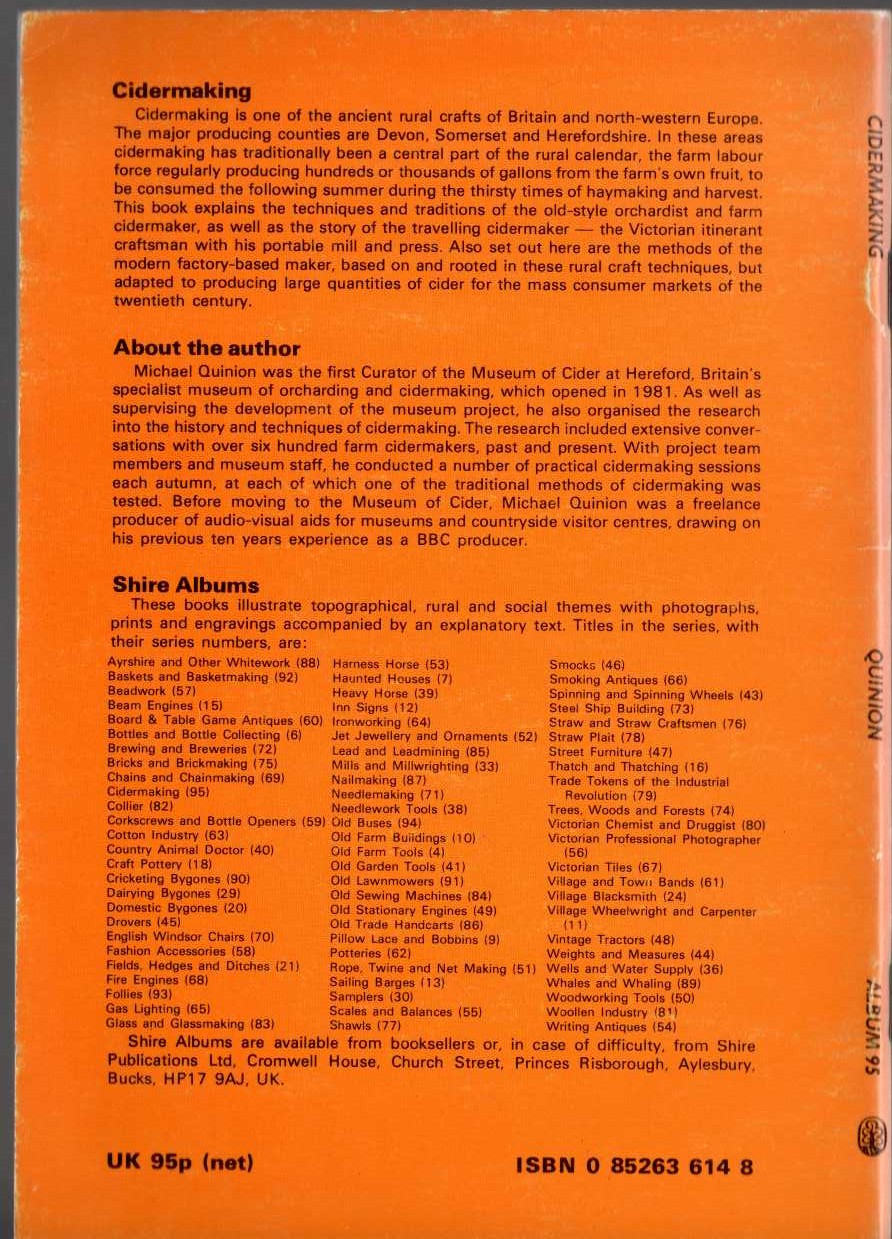 Cidermaking
Cidermaking is one of the ancient rural crafts of Britain and north-western Europe.
The major producing counties are Devon, Somerset and Herefordshire. In these areas
cidermaking has traditionally been a central part of the rural calendar, the farm labour
force regularly producing hundreds or thousands of gallons from the farm's own fruit, to
be consumed the following summer during the thirsty times of haymaking and harvest.
This book explains the techniques and traditions of the old-style orchardist and farm
cidermaker, as well as the story of the travelling cidermaker — the Victorian itinerant
craftsman with his portable mill and press. Also set out here are the methods of the
modern factory-based maker, based on and rooted in these rural craft techniques, but
adapted to producing large quantities of cider for the mass consumer markets of the
twentieth century.
About the author
Michael Quinion was the first Curator of the Museum of Cider at Hereford, Britain's
specialist museum of orcharding and cidermaking, which opened in 1981. As well as
supervising the development of the museum project, he also organised the research
into the history and techniques of cidermaking. The research included extensive conver-
sations with over six hundred farm cidermakers, past and present. With project team
members and museum staff, he conducted a number of practical cidermaking sessions
each autumn, at each of which one of the traditional methods of cidermaking was
tested. Before moving to the Museum of Cider, Michael Quinion was a freelance
producer of audio-visual aids for museums and countryside visitor centres, drawing on
his previous ten years experience as a BBC producer.
Shire Albums
These books illustrate topographical, rural and social themes with photographs,
prints and engravings accompanied by an explanatory text. Titles in the series, with
their series numbers, are:
Ayrshire and Other Whitework (88)
Baskets and Basketmaking (92)
Beadwork (57)
Beam Engines (15)
Board & Table Game Antiques (60)
Bottles and Bottle Collecting (6)
Brewing and Breweries (72)
Bricks and Brickmaking (75)
Chains and Chainmaking (69)
Cidermaking (95)
Collier (82)
Corkscrews and Bottle Openers (59)
Cotton Industry (63)
Country Animal Doctor (40)
Craft Pottery (18)
Cricketing Bygones (90)
Dairying Bygones (29)
Domestic Bygones (20)
Drovers (45)
English Windsor Chairs (70)
Fashion Accessories (58)
Fields, Hedges and Ditches (21)
Fire Engines (68)
Follies (93)
Gas Lighting (65)
Glass and Glassmaking (83)
Harness Horse (53)
Haunted Houses (7)
Heavy Horse (39)
Inn Signs (12)
Ironworking (64)
Jet Jewellery and Ornaments (52)
Lead and Leadmining (85)
Mills and Millwrighting (33)
Nailmaking (87)
Needlemaking (71)
Needlework Tools (38)
Old Buses (94)
Old Farm Buildings (10)
Old Farm Tools (4)
Old Garden Tools (41)
Old Lawnmowers (91)
Old Sewing Machines (84)
Old Stationary Engines (49)
Old Trade Handcarts (86)
Pillow Lace and Bobbins (9)
Potteries (62)
Rope, Twine and Net Making (51)
Sailing Barges (13)
Samplers (30)
Scales and Balances (55)
Shawls (77)
Smocks (46)
Smoking Antiques (66)
Spinning and Spinning Wheels (43)
Steel Ship Building (73)
Straw and Straw Craftsmen (76)
Straw Plait (78)
Street Furniture (47)
Thatch and Thatching (16)
Trade Tokens of the Industrial
Revolution (79)
Trees, Woods and Forests (74)
Victorian Chemist and Druggist (80)
Victorian Professional Photographer
(56)
Victorian Tiles (67)
Village and Town Bands (61)
Village Blacksmith (24)
Village Wheelwright and Carpenter
(11)
Vintage Tractors (48)
Weights and Measures (44)
Wells and Water Supply (36)
Whales and Whaling (89)
Woodworking Tools (50)
Woollen Industry (81)
Writing Antiques (54)
Shire Albums are available from booksellers or, in case of difficulty, from Shire
Publications Ltd, Cromwell House, Church Street, Princes Risborough, Aylesbury,
Bucks, HP17 9AJ, UK.
UK 95p (net)
ISBN 0 85263 614 8
CIDERMAKING
QUINION
ALBUM 95